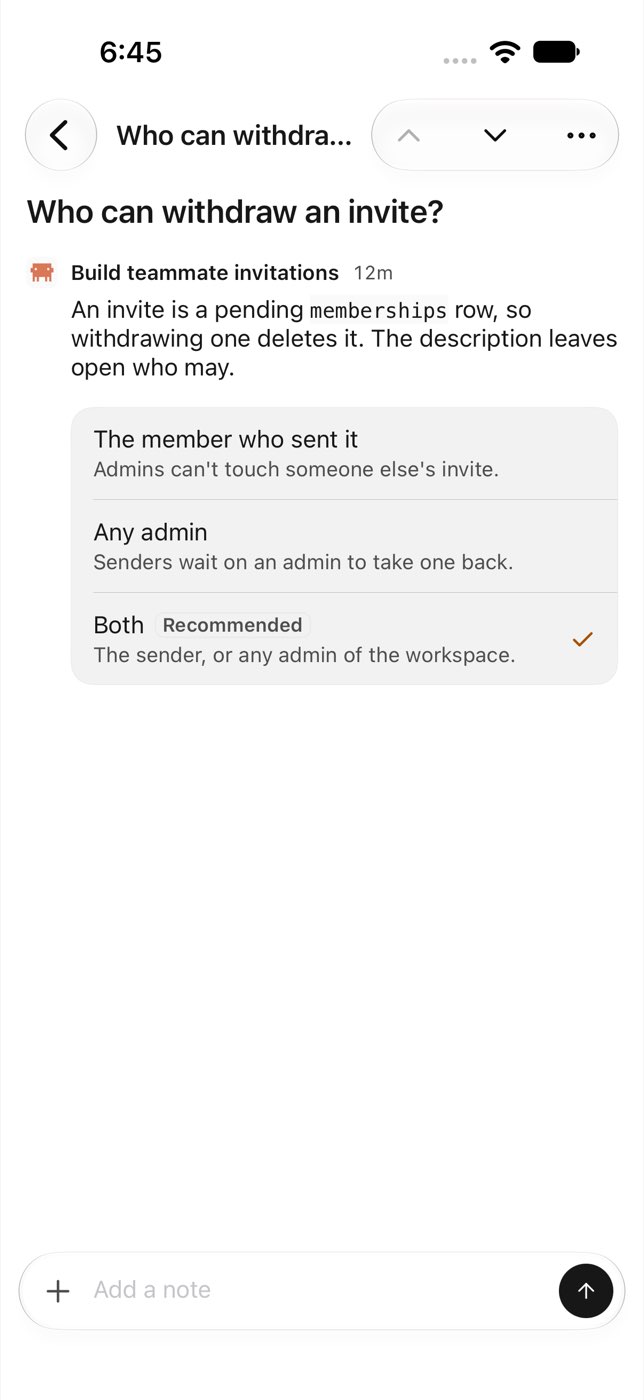 6:45
Who can withdra...
Who can withdraw an invite?
Build teammate invitations 12m
An invite is a pending memberships row, so
withdrawing one deletes it. The description leaves
open who may.
The member who sent it
Admins can't touch someone else's invite.
Any admin
Senders wait on an admin to take one back.
Both Recommended
The sender, or any admin of the workspace.
Add a note